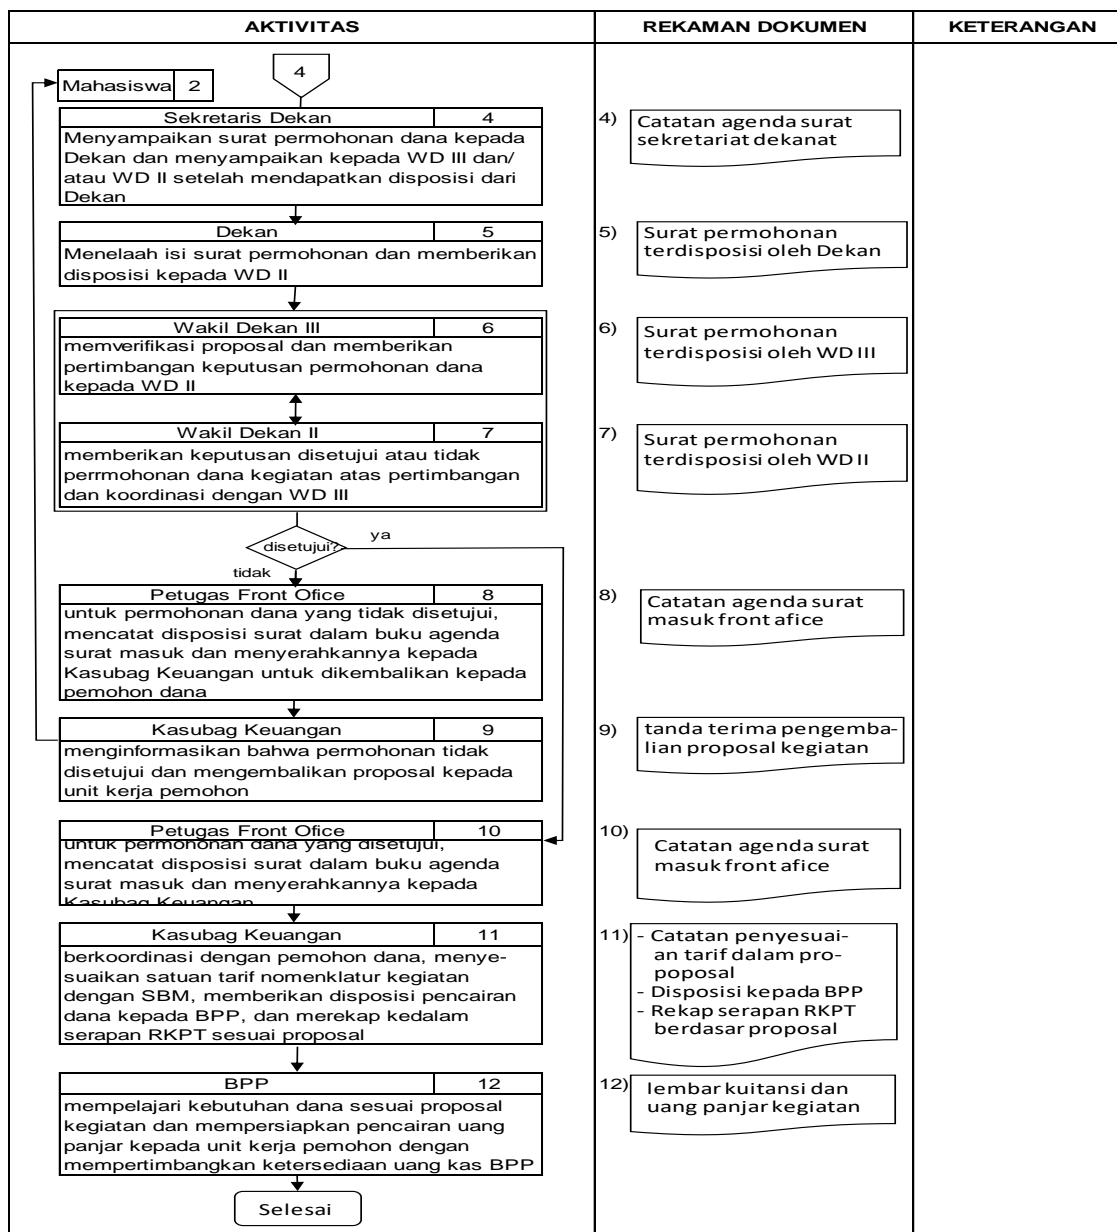 AKTIVITAS
REKAMAN DOKUMEN
KETERANGAN
4
Mahasiswa 2
Sekretaris Dekan 4
Menyampaikan surat permohonan dana kepada
Dekan dan menyampaikan kepada WD III dan/
atau WD II setelah mendapatkan disposisi dari
Dekan
4) Catatan agenda surat
sekretariat dekanat
Dekan 5
Menelaah isi surat permohonan dan memberikan
disposisi kepada WD II
5) Surat permohonan
terdisposisi oleh Dekan
Wakil Dekan III 6
memverifikasi proposal dan memberikan
pertimbangan keputusan permohonan dana
kepada WD II
6) Surat permohonan
terdisposisi oleh WD III
Wakil Dekan II 7
memberikan keputusan disetujui atau tidak
perrmohonan dana kegiatan atas pertimbangan
dan koordinasi dengan WD III
7) Surat permohonan
terdisposisi oleh WD II
disetujui?
ya
tidak
Petugas Front Ofice 8
untuk permohonan dana yang tidak disetujui,
mencatat disposisi surat dalam buku agenda
surat masuk dan menyerahkannya kepada
Kasubag Keuangan untuk dikembalikan kepada
pemohon dana
8) Catatan agenda surat
masuk front afice
Kasubag Keuangan 9
menginformasikan bahwa permohonan tidak
disetujui dan mengembalikan proposal kepada
unit kerja pemohon
9) tanda terima pengemba-
lian proposal kegiatan
Petugas Front Ofice 10
untuk permohonan dana yang disetujui,
mencatat disposisi surat dalam buku agenda
surat masuk dan menyerahkannya kepada
Kasubag Keuangan
10) Catatan agenda surat
masuk front afice
Kasubag Keuangan 11
berkoordinasi dengan pemohon dana, menye-
suaikan satuan tarif nomenklatur kegiatan
dengan SBM, memberikan disposisi pencairan
dana kepada BPP, dan merekap kedalam
serapan RKPT sesuai proposal
11) - Catatan penyesuai-
an tarif dalam pro-
poposal
- Disposisi kepada BPP
- Rekap serapan RKPT
berdasar proposal
BPP 12
mempelajari kebutuhan dana sesuai proposal
kegiatan dan mempersiapkan pencairan uang
panjar kepada unit kerja pemohon dengan
mempertimbangkan ketersediaan uang kas BPP
12) lembar kuitansi dan
uang panjar kegiatan
Selesai